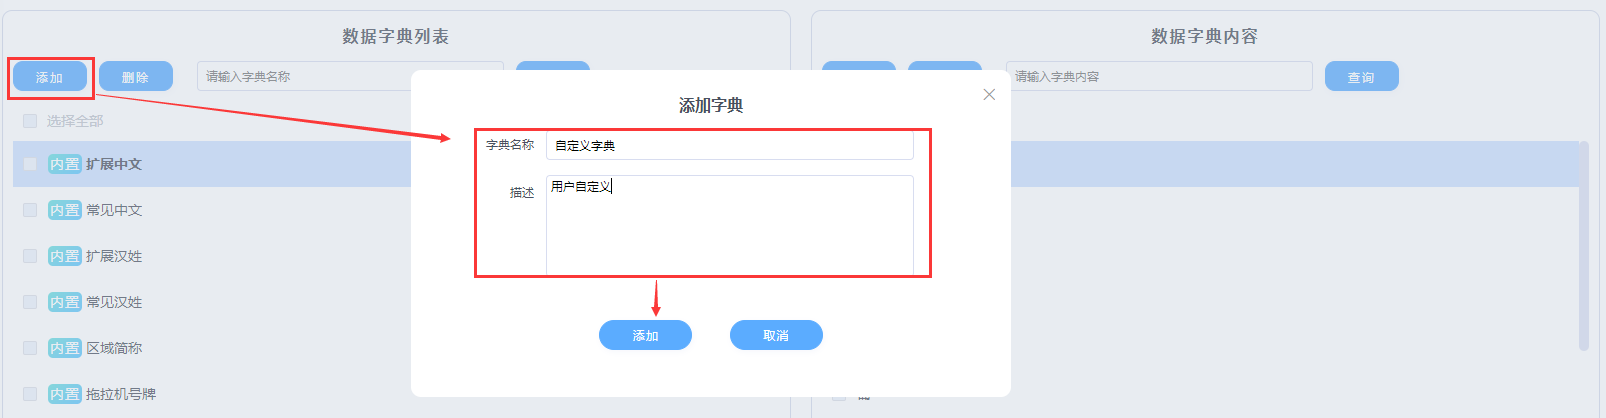 数据字典列表
数据字典内容
添加
删除
请输入字典名称
请输入字典内容
查询
选择全部
内置 扩展中文
内置 常见中文
内置 扩展汉姓
内置 常见汉姓
内置 区域简称
内置 拖拉机号牌
添加字典
字典名称
自定义字典
描述
用户自定义
添加
取消